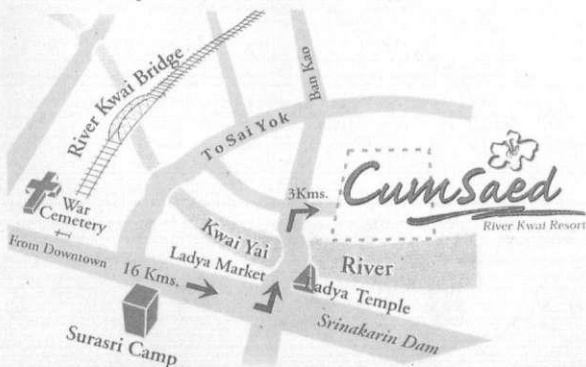 River Kwai Bridge
Ban Kao
To Sai Yok
3Kms.
Cumsaed
River Kwai Resort
War
Cemetery
Kwai Yai
River
From Downtown
16 Kms.
Ladya Market
Ladya Temple
Surasri Camp
Srinakarin Dam